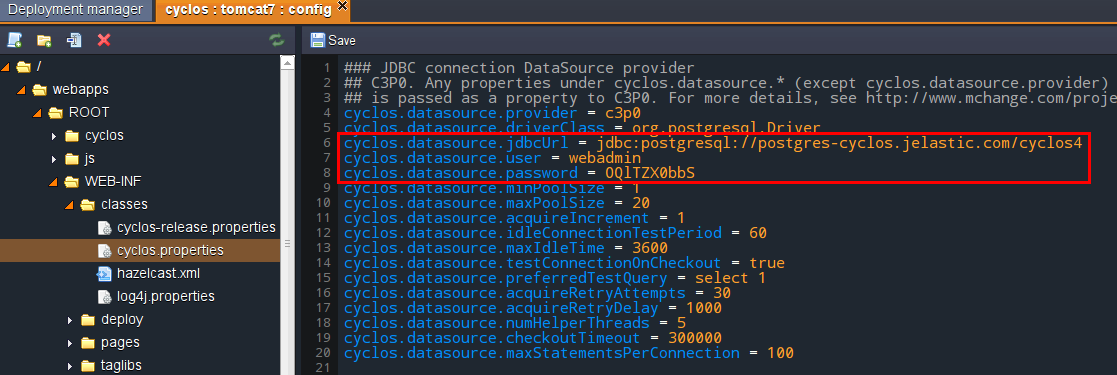 Deployment manager
cyclos : tomcat7 : config
/
webapps
ROOT
cyclos
js
WEB-INF
classes
cyclos-release.properties
cyclos.properties
hazelcast.xml
log4j.properties
deploy
pages
taglibs
Save
1 ### JDBC connection DataSource provider
2 ## C3P0. Any properties under cyclos.datasource.* (except cyclos.datasource.provider)
3 ## is passed as a property to C3P0. For more details, see http://www.mchange.com/proje
4 cyclos.datasource.provider = c3p0
5 cyclos.datasource.driverClass = org.postgresql.Driver
6 cyclos.datasource.jdbcUrl = jdbc:postgresql://postgres-cyclos.jelastic.com/cyclos4
7 cyclos.datasource.user = webadmin
8 cyclos.datasource.password = OQlTZX0bbS
9 cyclos.datasource.minPoolSize = 1
10 cyclos.datasource.maxPoolSize = 20
11 cyclos.datasource.acquireIncrement = 1
12 cyclos.datasource.idleConnectionTestPeriod = 60
13 cyclos.datasource.maxIdleTime = 3600
14 cyclos.datasource.testConnectionOnCheckout = true
15 cyclos.datasource.preferredTestQuery = select 1
16 cyclos.datasource.acquireRetryAttempts = 30
17 cyclos.datasource.acquireRetryDelay = 1000
18 cyclos.datasource.numHelperThreads = 5
19 cyclos.datasource.checkoutTimeout = 300000
20 cyclos.datasource.maxStatementsPerConnection = 100
21